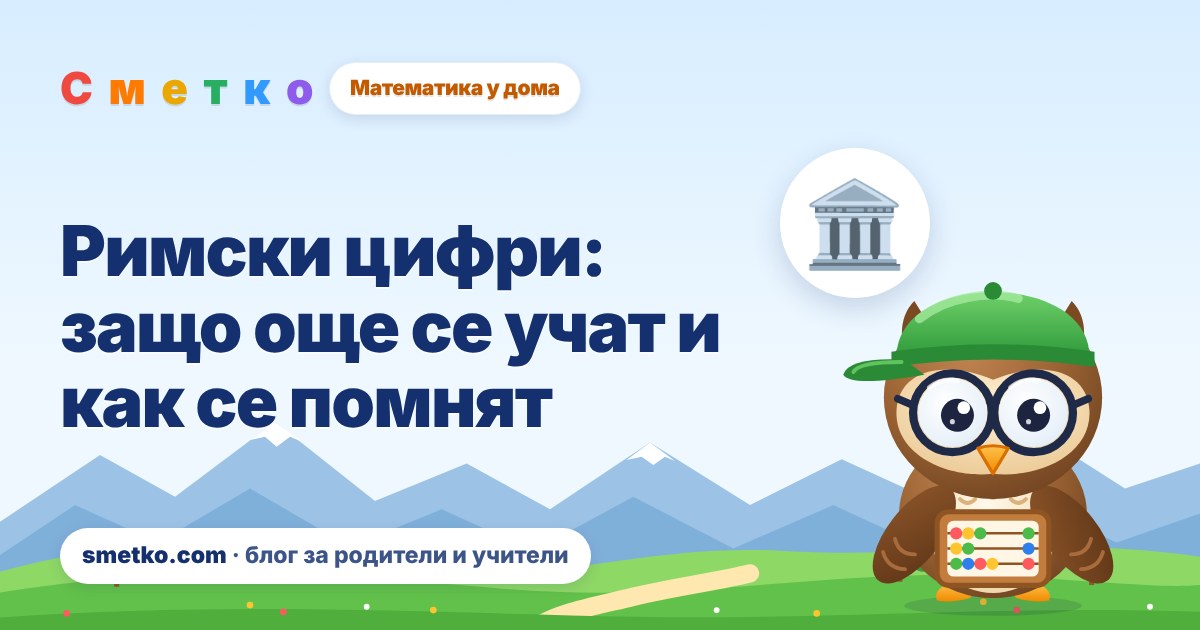 Сметко
Математика у дома
Римски цифри:
защо още се учат и
как се помнят
smetko.com · блог за родители и учители